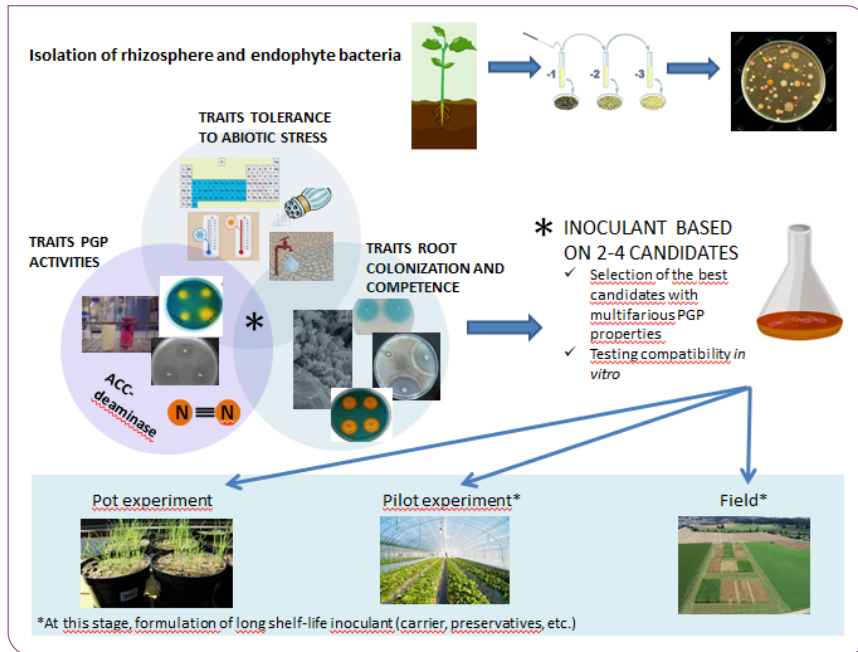 Isolation of rhizosphere and endophyte bacteria
-1
-2
-3
TRAITS TOLERANCE
TO ABIOTIC STRESS
TRAITS PGP
ACTIVITIES
TRAITS ROOT
COLONIZATION AND
COMPETENCE
*
ACC-
deaminase
N≡N
* INOCULANT BASED
ON 2-4 CANDIDATES
✓ Selection of the best
candidates with
multifarious PGP
properties
✓ Testing compatibility in
vitro
Pot experiment
Pilot experiment*
Field*
*At this stage, formulation of long shelf-life inoculant (carrier, preservatives, etc.)